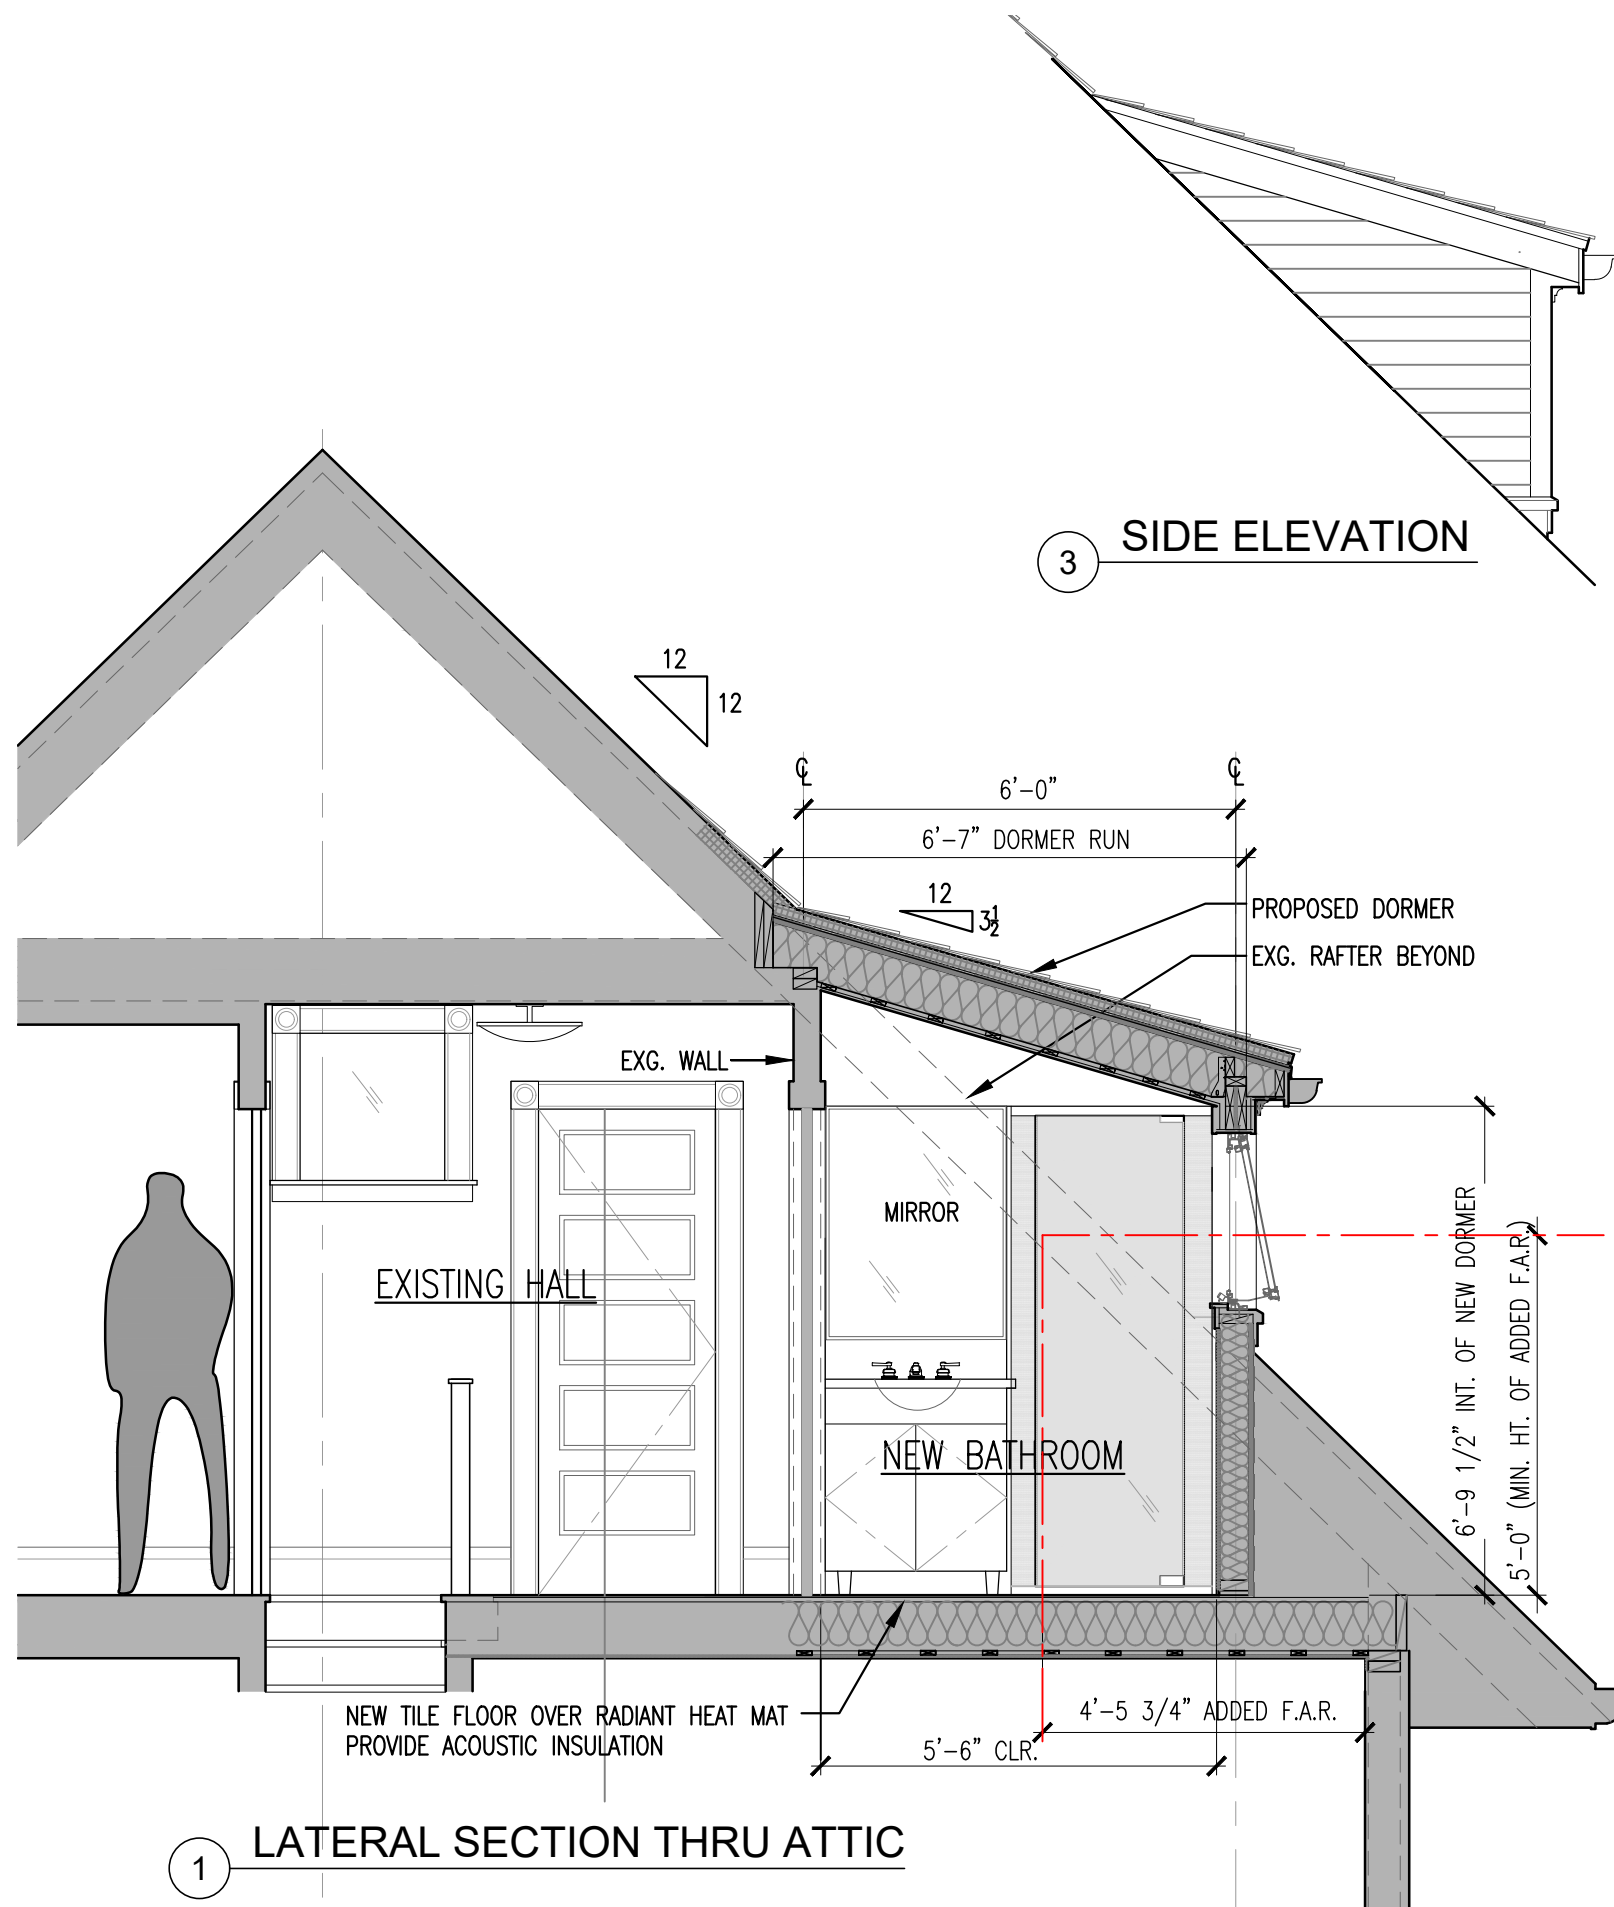 3
SIDE ELEVATION
12
12
℄
℄
6'-0"
6'-7" DORMER RUN
12
3½
PROPOSED DORMER
EXG. RAFTER BEYOND
EXG. WALL
MIRROR
EXISTING HALL
NEW BATHROOM
6'-9 1/2" INT. OF NEW DORMER
5'-0" (MIN. HT. OF ADDED F.A.R.)
NEW TILE FLOOR OVER RADIANT HEAT MAT
PROVIDE ACOUSTIC INSULATION
4'-5 3/4" ADDED F.A.R.
5'-6" CLR.
1
LATERAL SECTION THRU ATTIC